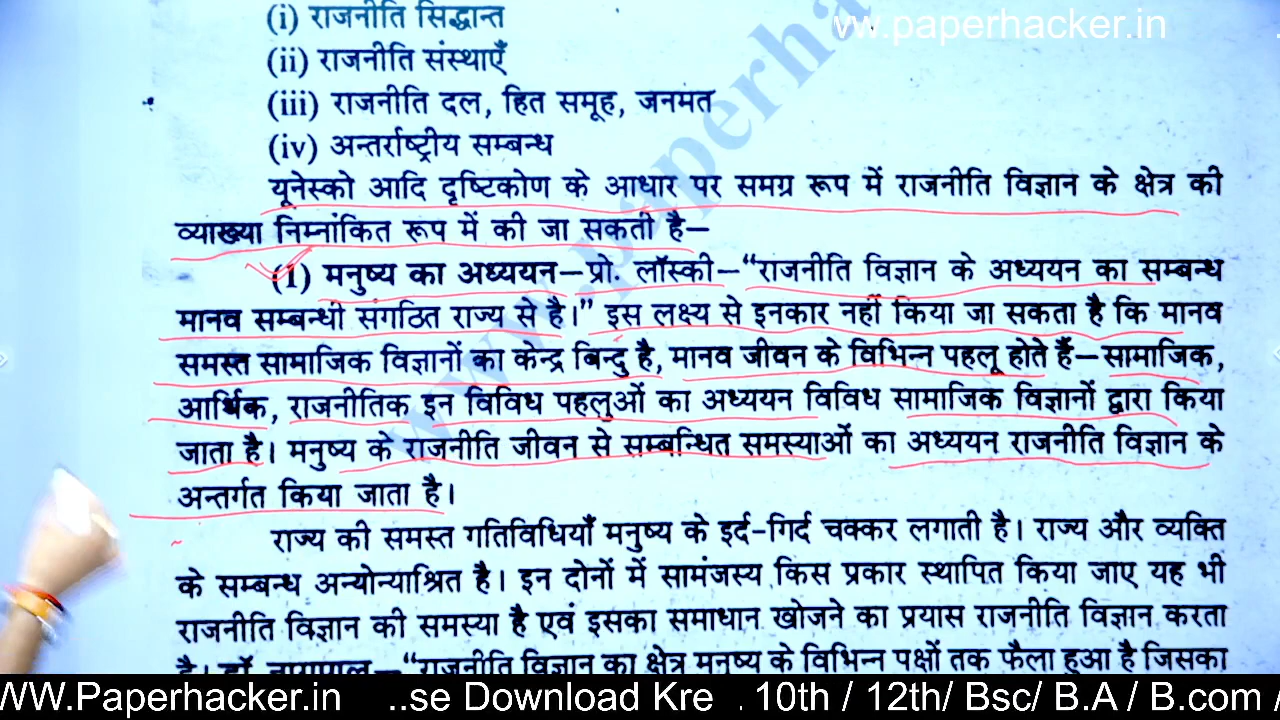 vw.paperhacker.in
(i) राजनीति सिद्धान्त
(ii) राजनीति संस्थाएँ
(iii) राजनीति दल, हित समूह, जनमत
(iv) अन्तर्राष्ट्रीय सम्बन्ध
यूनेस्को आदि दृष्टिकोण के आधार पर समग्र रूप में राजनीति विज्ञान के क्षेत्र की
व्याख्या निम्नांकित रूप में की जा सकती है–
(1) मनुष्य का अध्ययन–प्रो. लॉस्की–“राजनीति विज्ञान के अध्ययन का सम्बन्ध
मानव सम्बन्धी संगठित राज्य से है।” इस लक्ष्य से इनकार नहीं किया जा सकता है कि मानव
समस्त सामाजिक विज्ञानों का केन्द्र बिन्दु है, मानव जीवन के विभिन्न पहलू होते हैं–सामाजिक,
आर्थिक, राजनीतिक इन विविध पहलुओं का अध्ययन विविध सामाजिक विज्ञानों द्वारा किया
जाता है। मनुष्य के राजनीति जीवन से सम्बन्धित समस्याओं का अध्ययन राजनीति विज्ञान के
अन्तर्गत किया जाता है।
राज्य की समस्त गतिविधियाँ मनुष्य के इर्द-गिर्द चक्कर लगाती है। राज्य और व्यक्ति
के सम्बन्ध अन्योन्याश्रित है। इन दोनों में सामंजस्य किस प्रकार स्थापित किया जाए यह भी
राजनीति विज्ञान की समस्या है एवं इसका समाधान खोजने का प्रयास राजनीति विज्ञान करता
है। डॉ. –“राजनीति विज्ञान का क्षेत्र मनुष्य के विभिन्न पक्षों तक फैला हुआ है जिसका
www.paperha
WW.Paperhacker.in ..se Download Kre . 10th / 12th/ Bsc/ B.A / B.com /